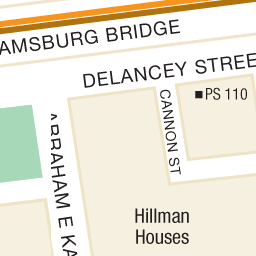 AMSBURG BRIDGE
DELANCEY STREE
CANNON ST
PS 110
ABRAHAM E KA
Hillman
Houses